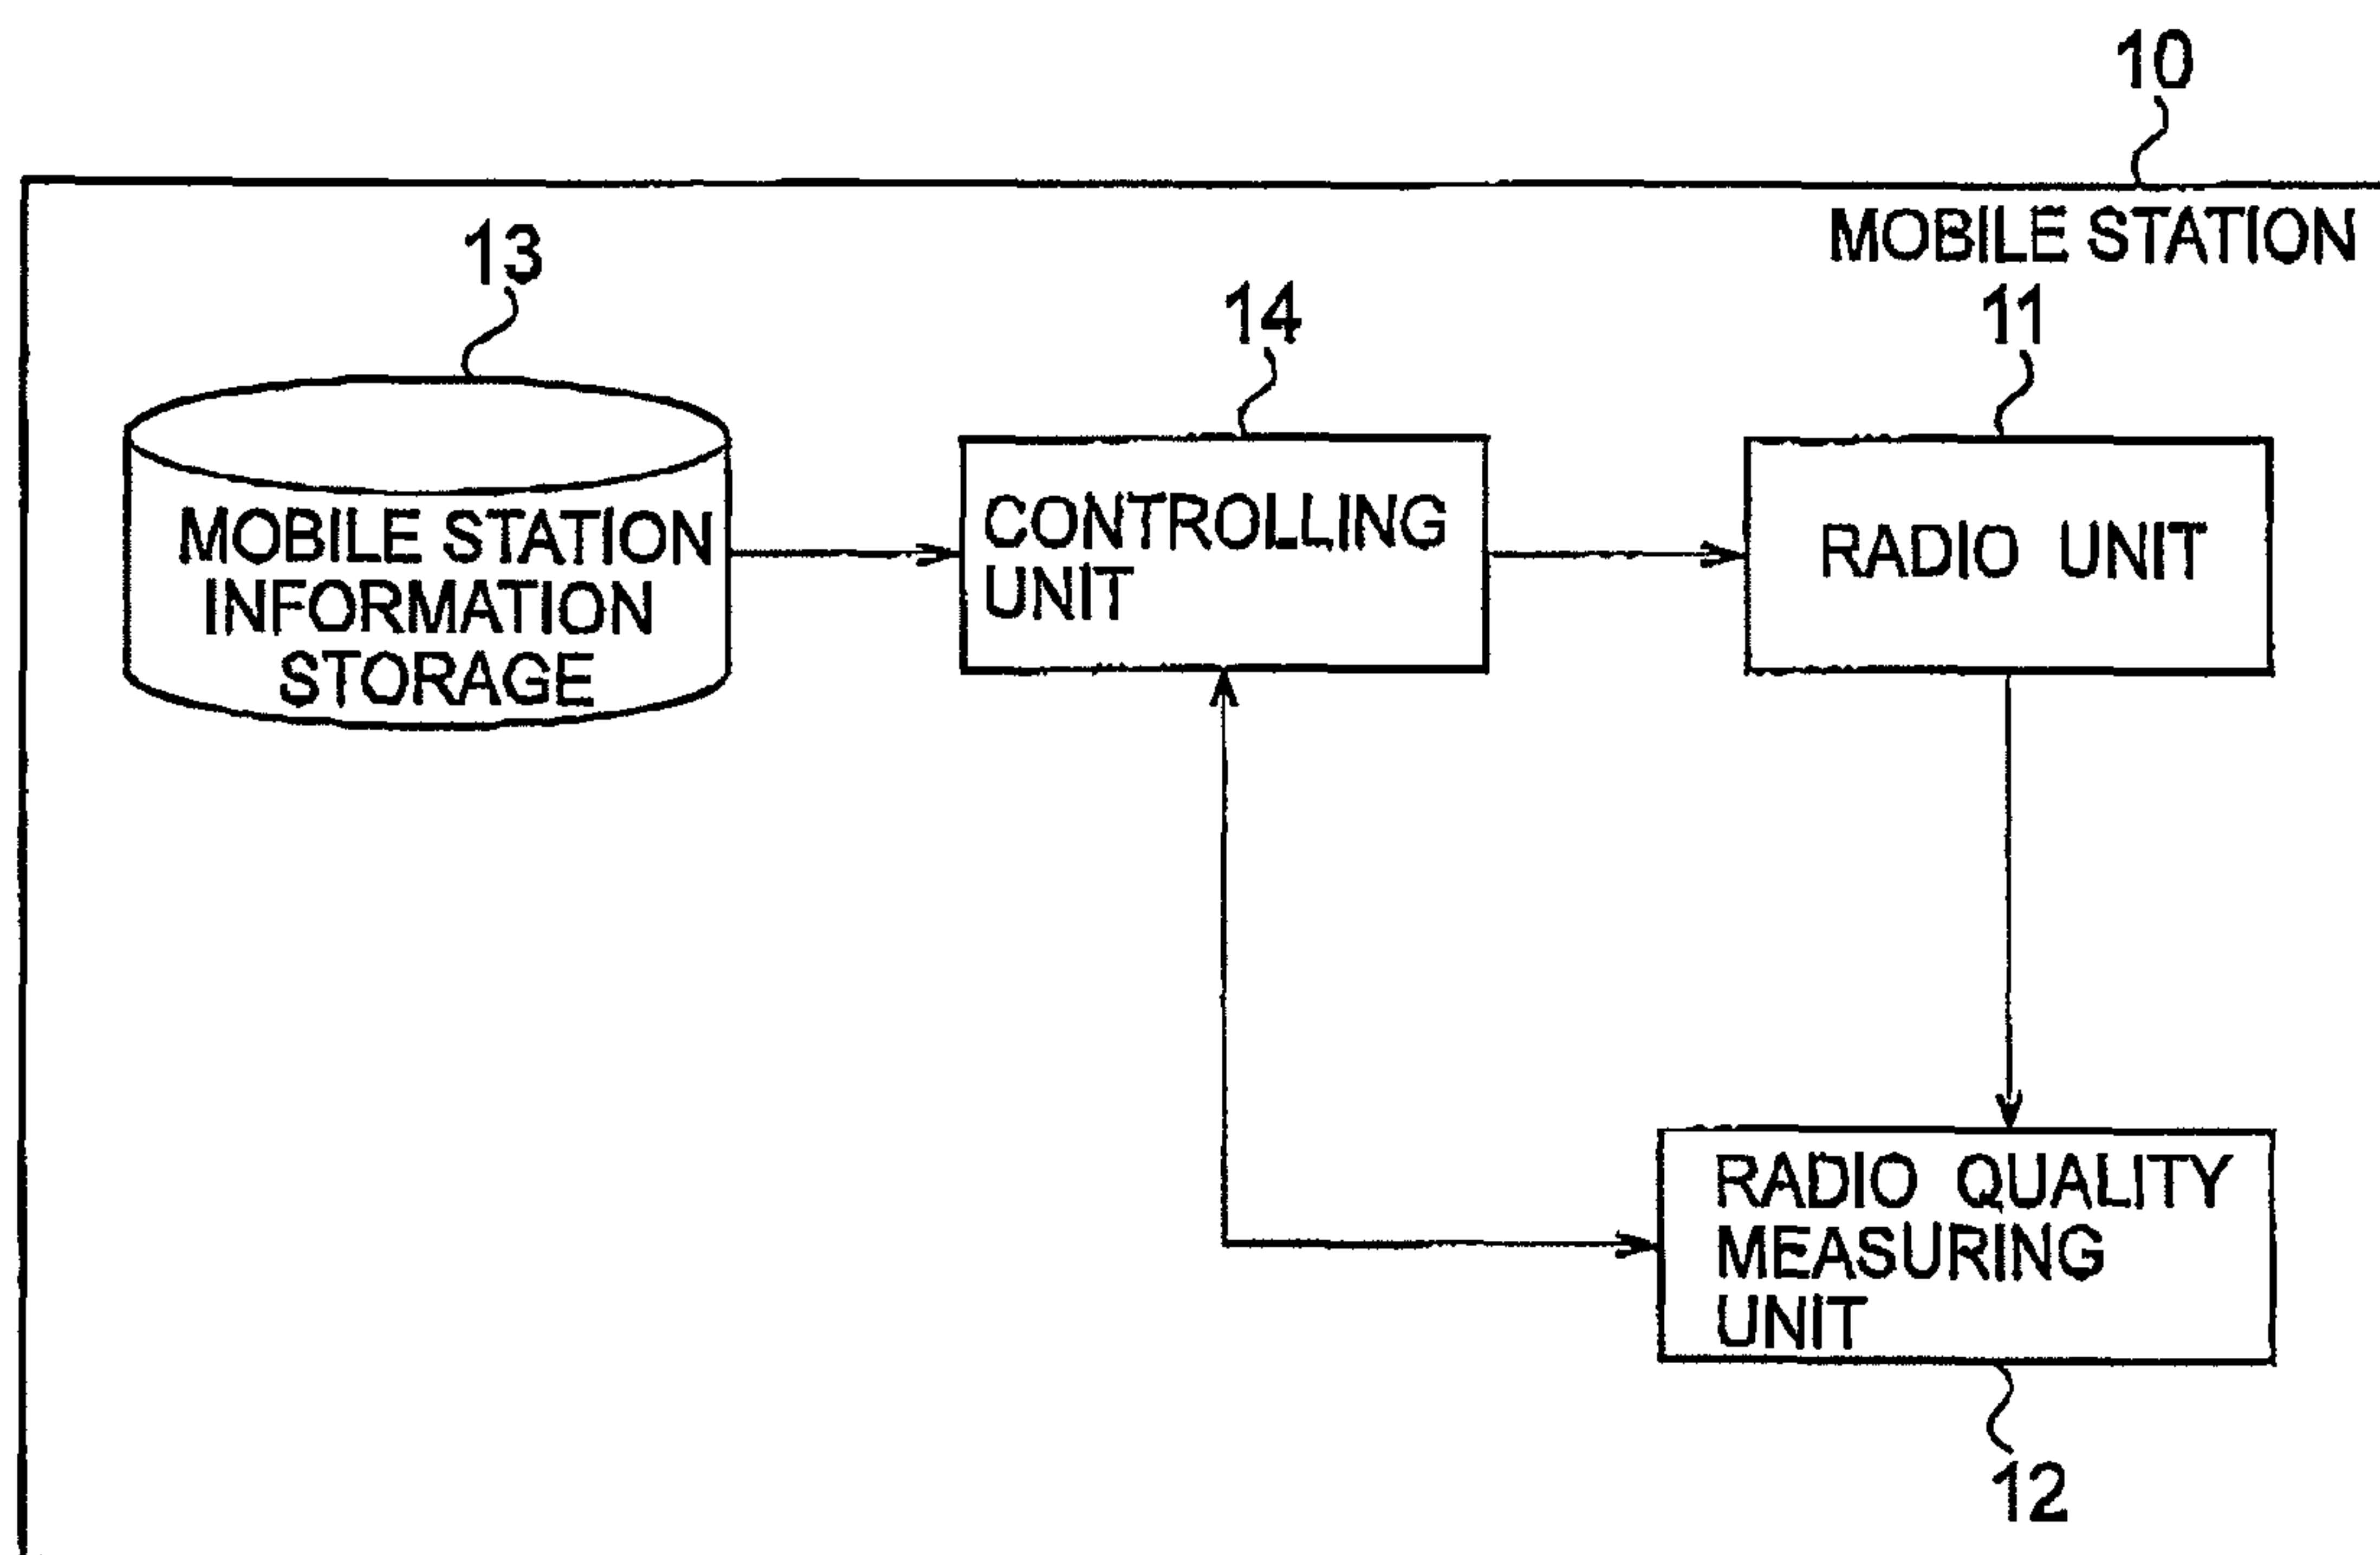 10
MOBILE STATION
13
14
11
MOBILE STATION
INFORMATION
STORAGE
CONTROLLING
UNIT
RADIO UNIT
RADIO QUALITY
MEASURING
UNIT
12